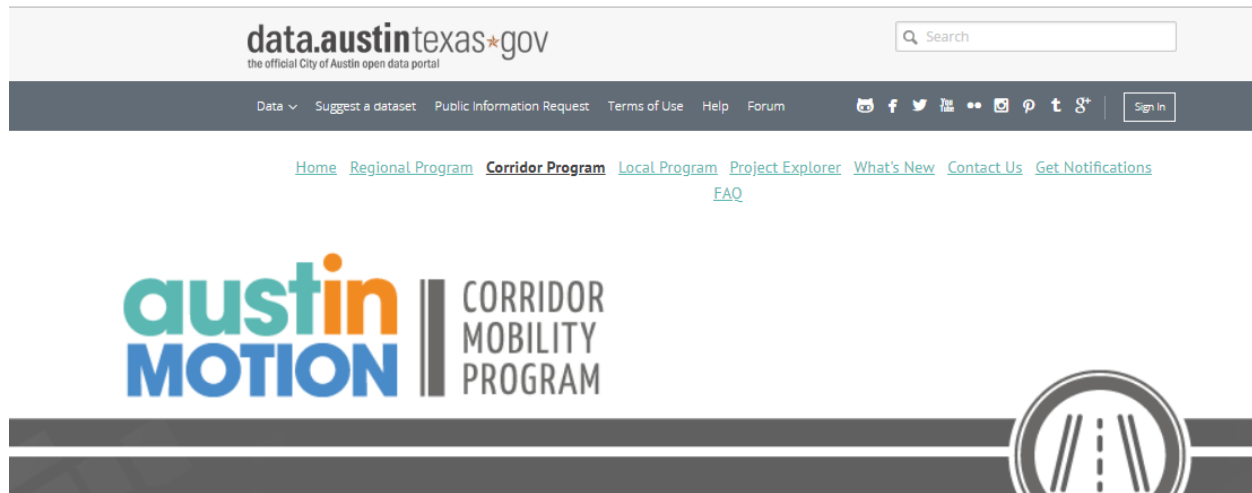 data.austintexas*gov
the official City of Austin open data portal
Search
Data Suggest a dataset Public Information Request Terms of Use Help Forum Sign In
Home Regional Program Corridor Program Local Program Project Explorer What's New Contact Us Get Notifications
FAQ
austin
MOTION
CORRIDOR
MOBILITY
PROGRAM